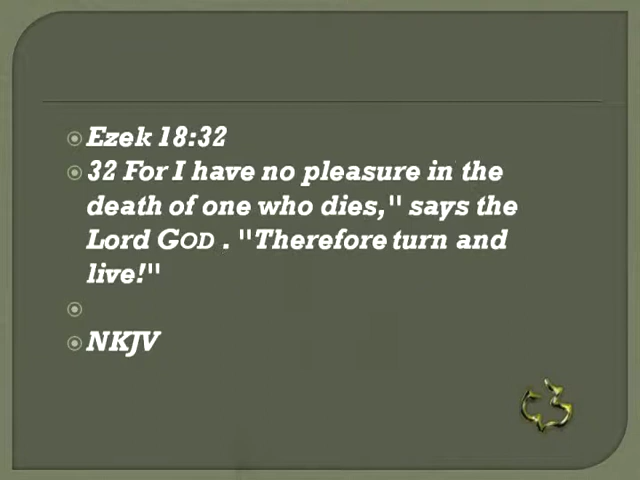 Ezek 18:32
32 For I have no pleasure in the
death of one who dies," says the
Lord GOD . "Therefore turn and
live!"
NKJV